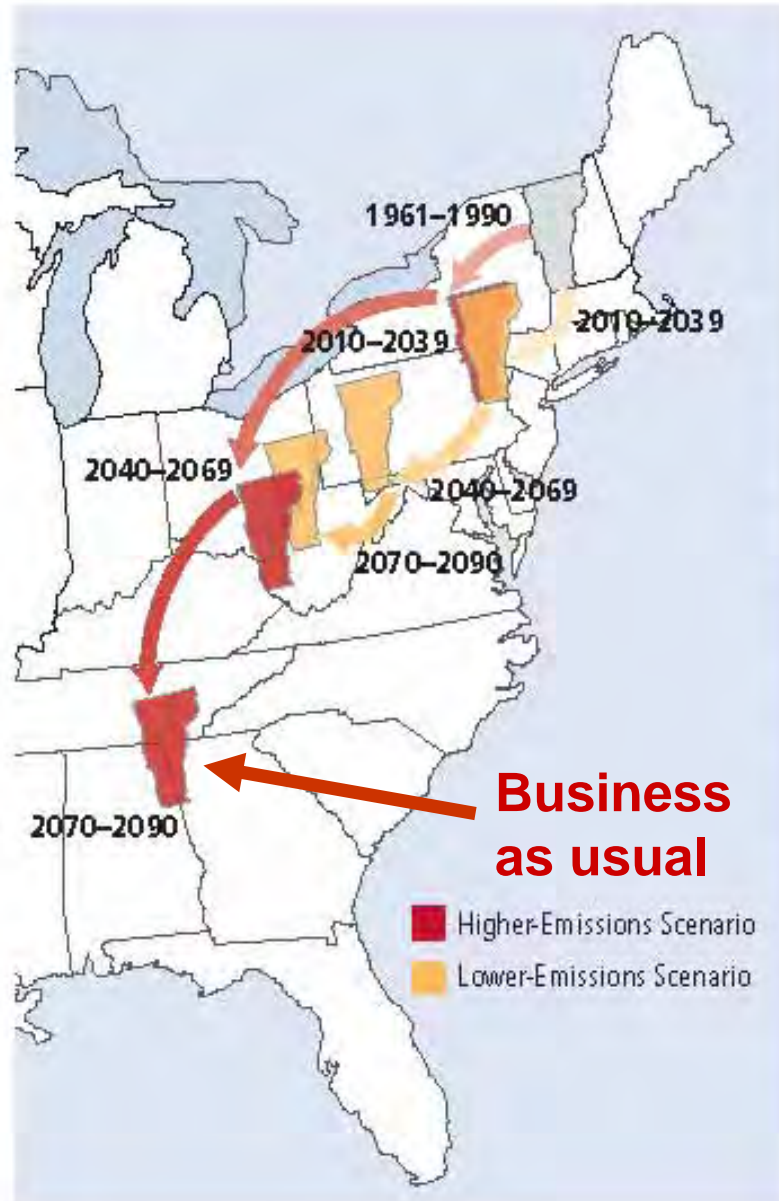 1961–1990
2010–2039
2010–2039
2040–2069
2040–2069
2070–2090
2070–2090
Business
as usual
Higher-Emissions Scenario
Lower-Emissions Scenario